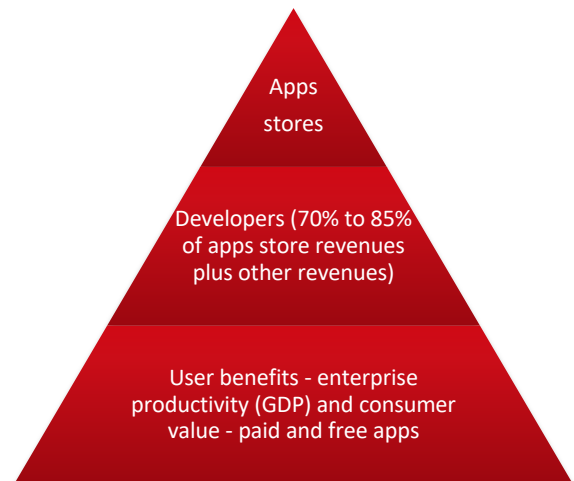 Apps
stores
Developers (70% to 85%
of apps store revenues
plus other revenues)
User benefits - enterprise
productivity (GDP) and consumer
value - paid and free apps